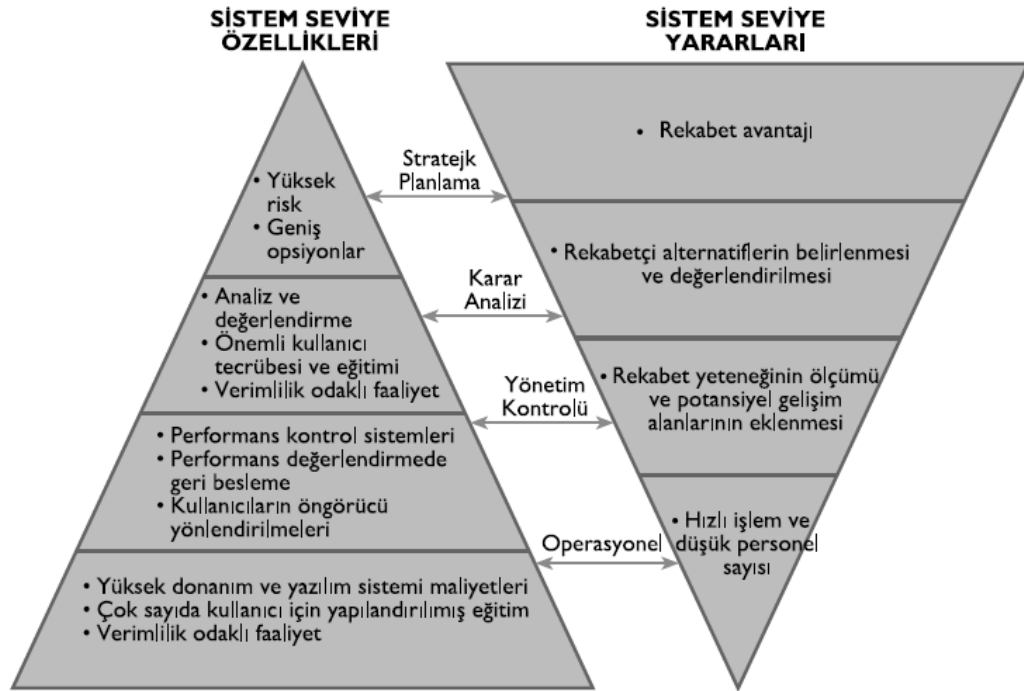 SİSTEM SEVİYE
ÖZELLİKLERİ
SİSTEM SEVİYE
YARARLARI
• Yüksek
risk
• Geniş
opsiyonlar
Stratejk
Planlama
• Rekabet avantajı
• Analiz ve
değerlendirme
• Önemli kullanıcı
tecrübesi ve eğitimi
• Verimlilik odaklı faaliyet
Karar
Analizi
• Rekabetçi alternatiflerin belirlenmesi
ve değerlendirilmesi
• Performans kontrol sistemleri
• Performans değerlendirmede
geri besleme
• Kullanıcıların öngörücü
yönlendirilmeleri
Yönetim
Kontrolü
• Rekabet yeteneğinin ölçümü
ve potansiyel gelişim
alanlarının eklenmesi
• Yüksek donanım ve yazılım sistemi maliyetleri
• Çok sayıda kullanıcı için yapılandırılmış eğitim
• Verimlilik odaklı faaliyet
Operasyonel
• Hızlı işlem ve
düşük personel
sayısı